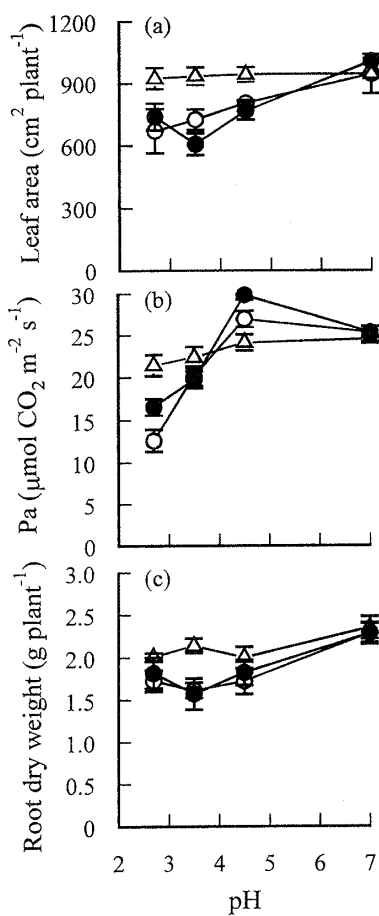 (a)
1200
900
600
300
0
Leaf area (cm² plant⁻¹)
(b)
30
25
20
15
10
5
0
Pa (μmol CO₂ m⁻² s⁻¹)
(c)
3.0
2.5
2.0
1.5
1.0
0.5
0
Root dry weight (g plant⁻¹)
2 3 4 5 6 7
pH